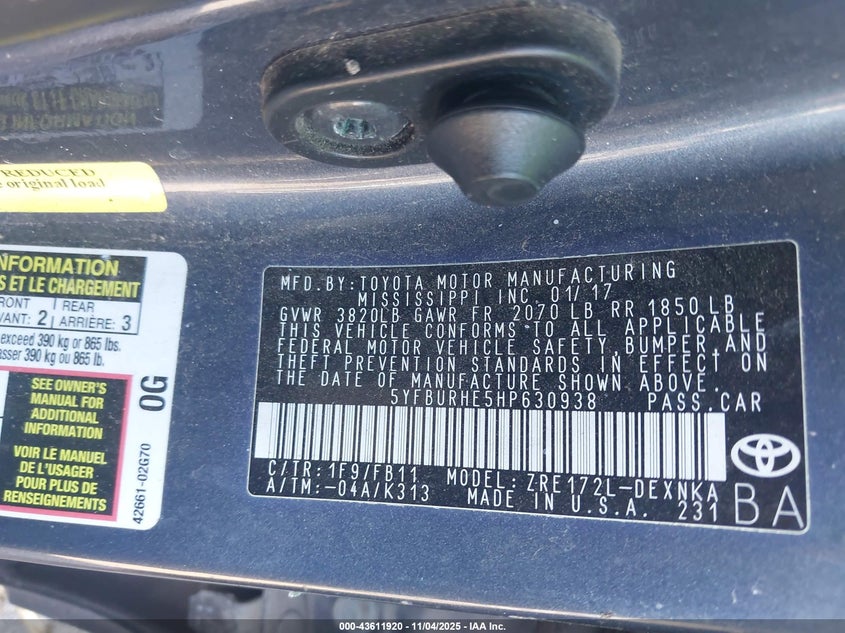 REDUCED
original load
NFORMATION
S ET LE CHARGEMENT
RONT 2 REAR 3
VANT: ARRIÈRE:
exceed 390 kg or 865 lbs.
asser 390 kg ou 865 lb.
SEE OWNER'S
MANUAL FOR
ADDITIONAL
INFORMATION
VOIR LE MANUEL
DE L'USAGER
POUR PLUS DE
RENSEIGNEMENTS
0G
42661-02G70
MFD.BY:TOYOTA MOTOR MANUFACTURING
MISSISSIPPI INC. 01/17
GVWR 3820LB GAWR FR 2070 LB RR 1850 LB
THIS VEHICLE CONFORMS TO ALL APPLICABLE
FEDERAL MOTOR VEHICLE SAFETY,BUMPER,AND
THEFT PREVENTION STANDARDS IN EFFECT ON
THE DATE OF MANUFACTURE SHOWN ABOVE.
5YFBURHE5HP630938 PASS.CAR
C/TR:1F9/FB11 MODEL:ZRE172L-DEXNKA
A/TM:-04A/K313 MADE IN U.S.A. 231
BA
000-43611920 - 11/04/2025 - IAA Inc.